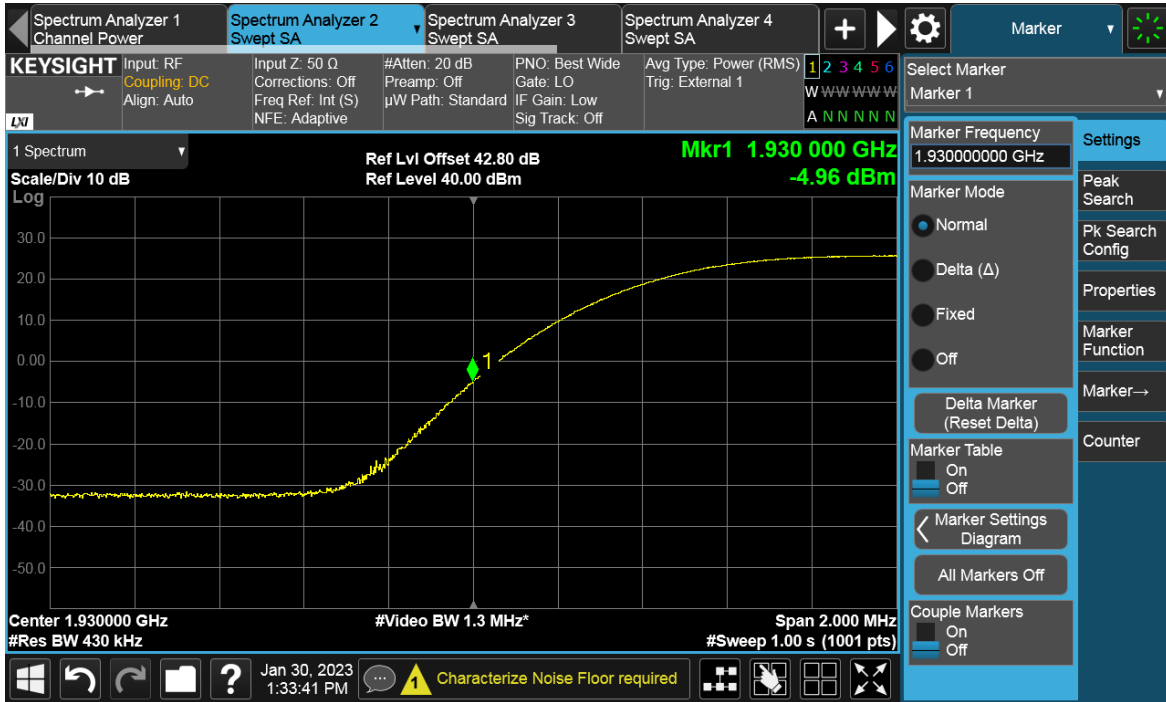 Spectrum Analyzer 1
Channel Power
Spectrum Analyzer 2
Swept SA
Spectrum Analyzer 3
Swept SA
Spectrum Analyzer 4
Swept SA
Marker
KEYSIGHT
LXI
Input: RF
Coupling: DC
Align: Auto
Input Z: 50 Ω
Corrections: Off
Freq Ref: Int (S)
NFE: Adaptive
#Atten: 20 dB
Preamp: Off
µW Path: Standard
PNO: Best Wide
Gate: LO
IF Gain: Low
Sig Track: Off
Avg Type: Power (RMS)
Trig: External 1
1 2 3 4 5 6
W W W W W W
A N N N N N
Select Marker
Marker 1
1 Spectrum
Scale/Div 10 dB
Ref Lvl Offset 42.80 dB
Ref Level 40.00 dBm
Mkr1 1.930 000 GHz
-4.96 dBm
Log
30.0
20.0
10.0
0.00
-10.0
-20.0
-30.0
-40.0
-50.0
1
Center 1.930000 GHz
#Res BW 430 kHz
#Video BW 1.3 MHz*
Span 2.000 MHz
#Sweep 1.00 s (1001 pts)
Marker Frequency
1.930000000 GHz
Marker Mode
Normal
Delta (Δ)
Fixed
Off
Delta Marker
(Reset Delta)
Marker Table
On
Off
Marker Settings
Diagram
All Markers Off
Couple Markers
On
Off
Settings
Peak
Search
Pk Search
Config
Properties
Marker
Function
Marker→
Counter
?
Jan 30, 2023
1:33:41 PM
1
Characterize Noise Floor required